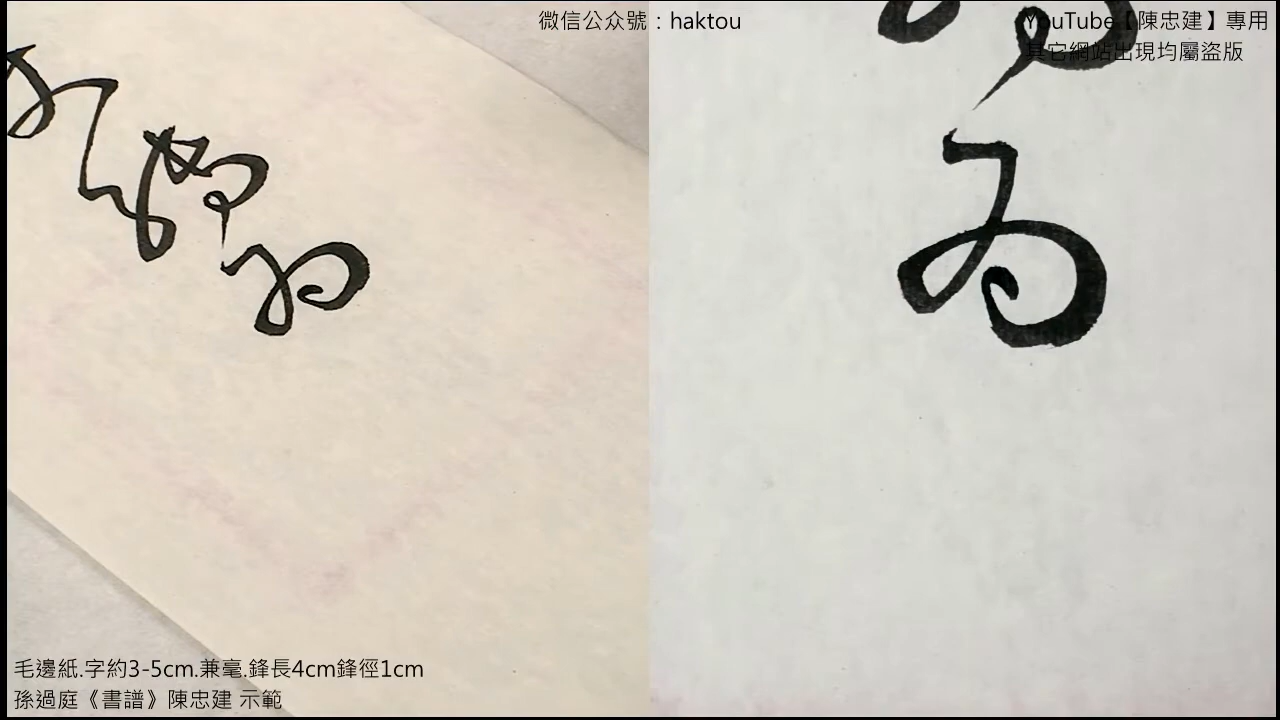 微信公众號：haktou
YouTube【陳忠建】專用
其它網站出現均屬盜版
為
毛邊紙.字約3-5cm.兼毫.鋒長4cm鋒徑1cm
孫過庭《書譜》陳忠建 示範